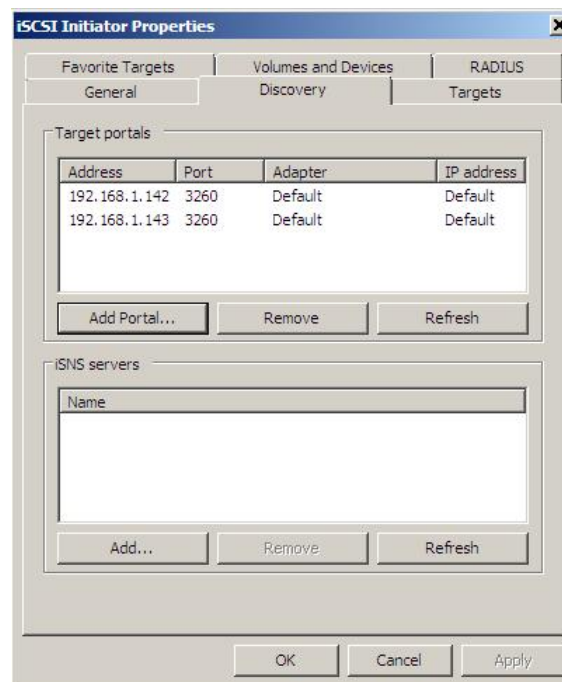 iSCSI Initiator Properties
Favorite Targets Volumes and Devices RADIUS
General Discovery Targets
Target portals
Address Port Adapter IP address
192.168.1.142 3260 Default Default
192.168.1.143 3260 Default Default
Add Portal... Remove Refresh
iSNS servers
Name
Add... Remove Refresh
OK Cancel Apply